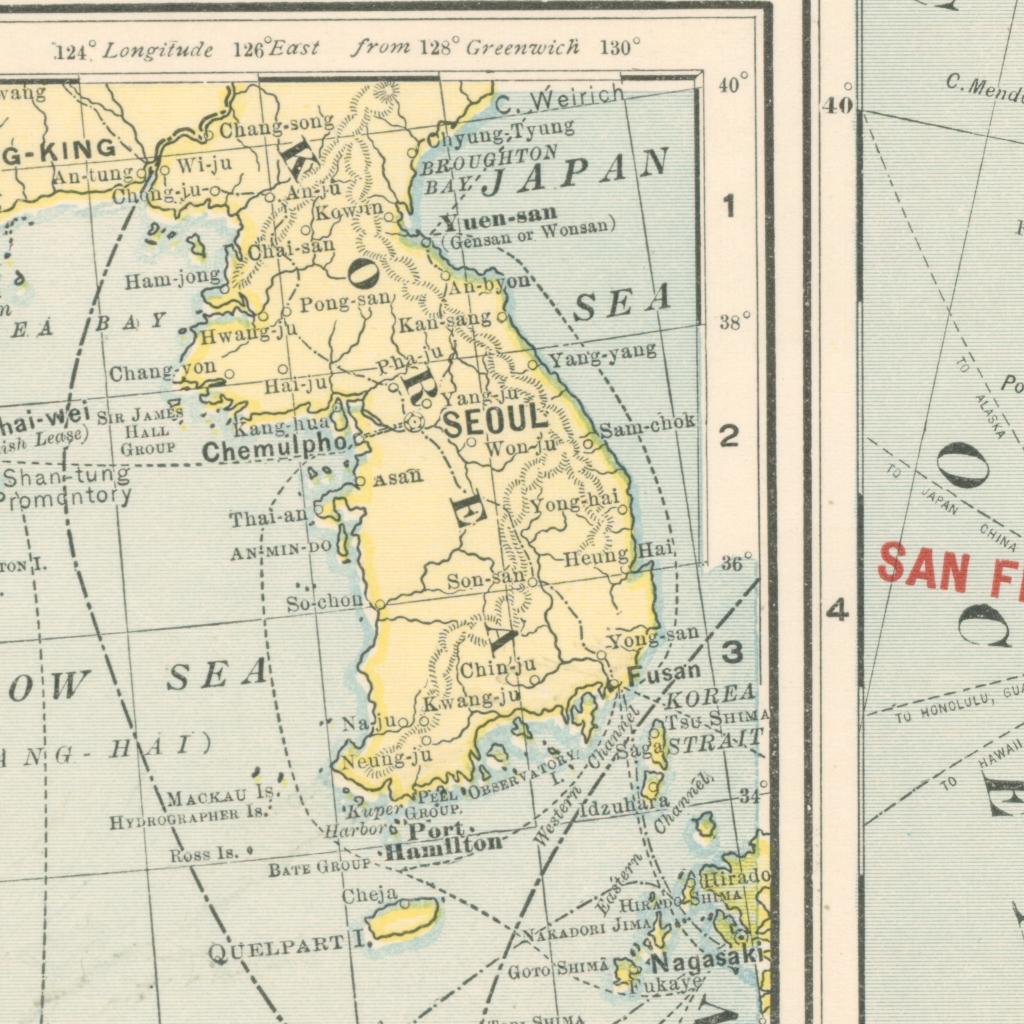 124° Longitude 126° East from 128° Greenwich 130°
40°
C. Weirich
Chang-song
Chyung-Tyung
G-KING
An-tung
Wi-ju
BROUGHTON
BAY
JAPAN
Chong-ju
An-ju
Kowun
1
Yuen-san
(Gensan or Wonsan)
Chai-san
Ham-jong
An-byon
Pong-san
SEA
EA BAY
Kan-sang
38°
Hwang-ju
Yang-yang
Pha-ju
Chang-yon
Hai-ju
Yang-ju
hai-wei
SIR JAMES
HALL
GROUP
ish Lease)
Kang-hua
SEOUL
Sam-chok
Chemulpho
Won-ju
2
Shan-tung
Promontory
Asan
Yong-hai
Thai-an
AN-MIN-DO
Heung Hai
TON I.
36°
Son-san
So-chon
KOREA
Yong-san
3
OW SEA
Chin-ju
Fusan
Kwang-ju
KOREA
TSU SHIMA
STRAIT
Na-ju
Saga
ANG-HAI)
Neung-ju
Channel
OBSERVATORY
I.
MACKAU Is.
PEEL
GROUP
Idzuhara
34°
HYDROGRAPHER Is.
Kuper
Harbor
Western
Channel
Port
Hamilton
ROSS Is.
BATE GROUP
Eastern
Hirado
Cheja
HIRADO SHIMA
NAKADORI JIMA
QUELPART I.
Nagasaki
GOTO SHIMA
Fukaye
40
C. Mend
TO
ALASKA
Po
O
TO JAPAN CHINA
SAN F
4
C
TO HONOLULU, GUA
TO HAWAII
E